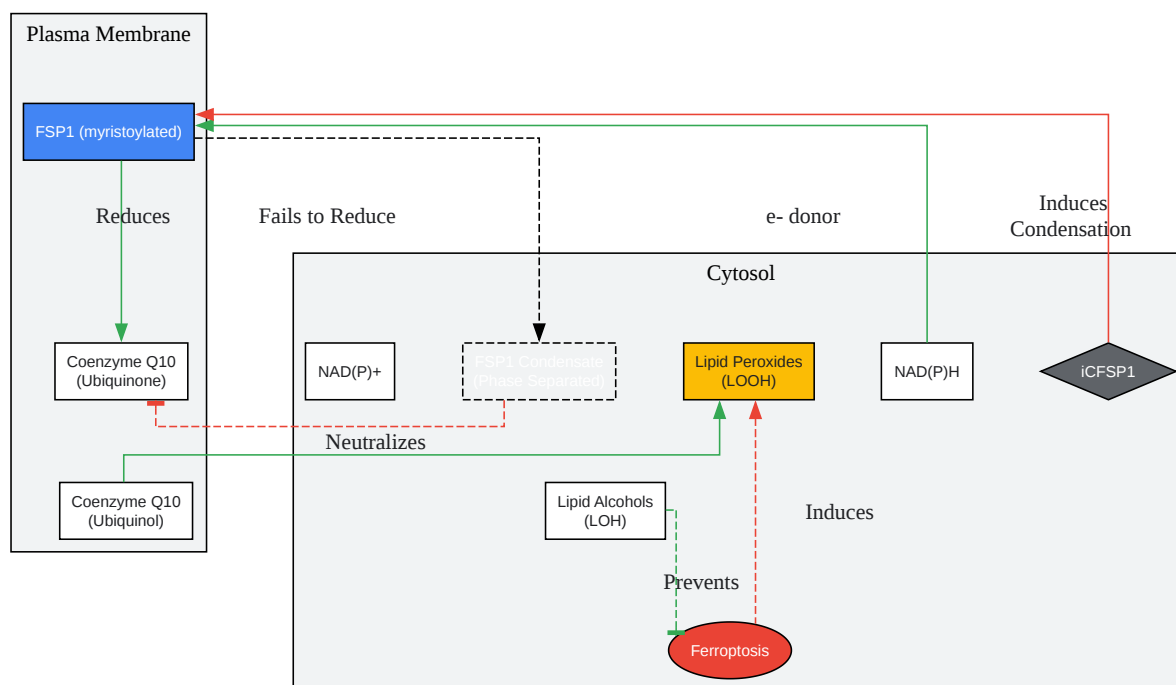 Plasma Membrane
FSP1 (myristoylated)
Reduces
Fails to Reduce
e- donor
Induces
Condensation
Cytosol
Coenzyme Q10
(Ubiquinone)
NAD(P)+
FSP1 Condensate
(Phase Separated)
Lipid Peroxides
(LOOH)
NAD(P)H
iCFSP1
Neutralizes
Coenzyme Q10
(Ubiquinol)
Lipid Alcohols
(LOH)
Induces
Prevents
Ferroptosis